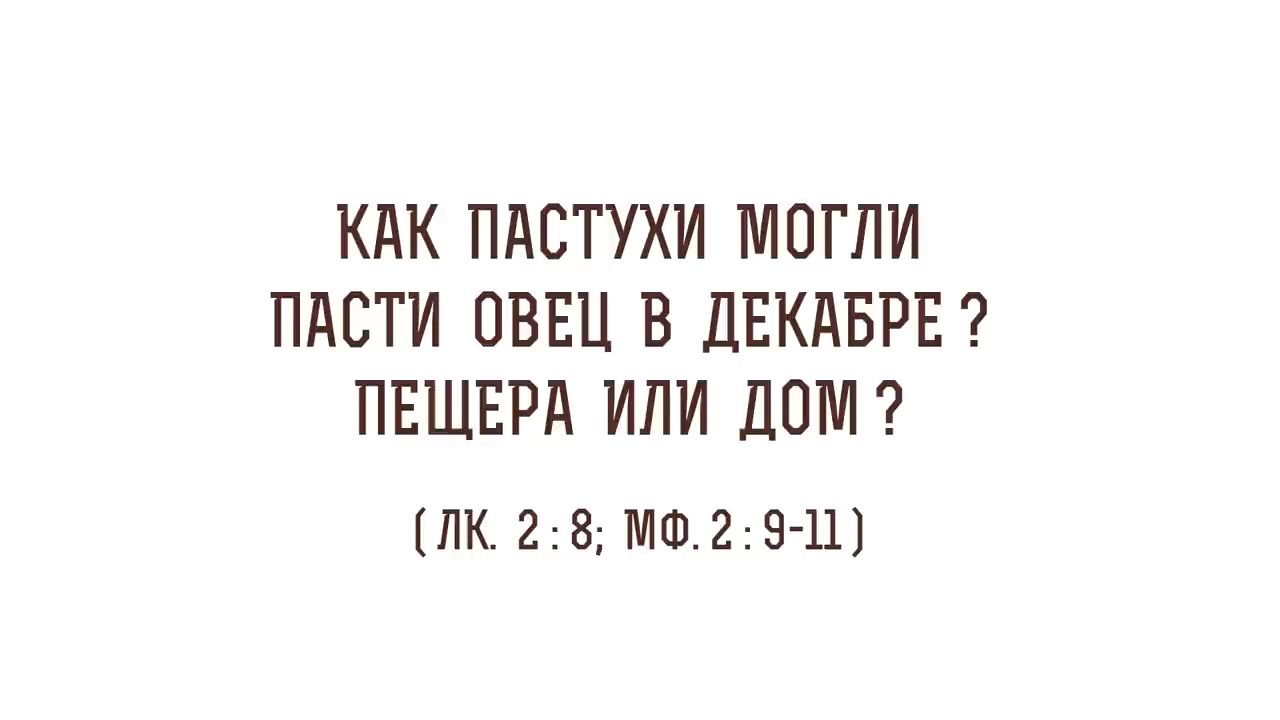 КАК ПАСТУХИ МОГЛИ
ПАСТИ ОВЕЦ В ДЕКАБРЕ?
ПЕЩЕРА ИЛИ ДОМ?
(ЛК. 2:8; МФ. 2:9-11)